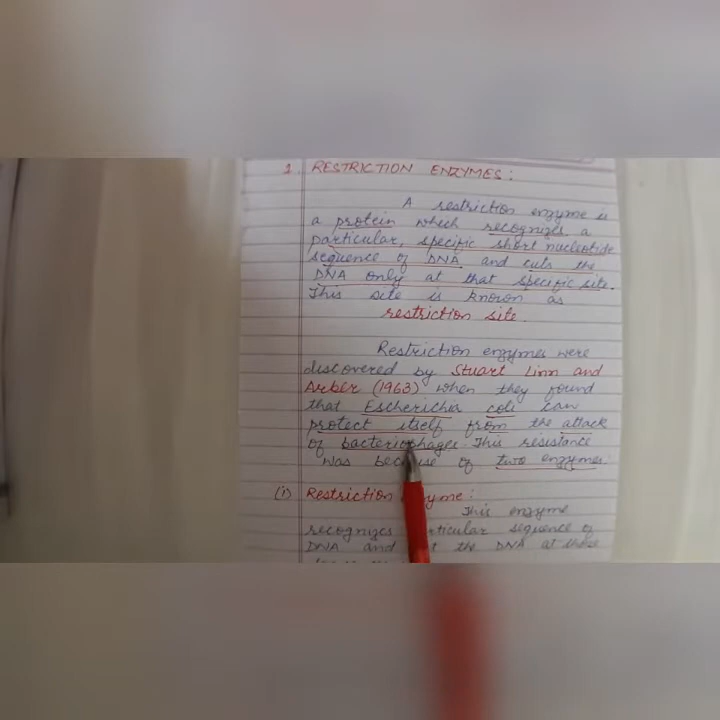 1. RESTRICTION ENZYMES:
A restriction enzyme is
a protein which recognizes a
particular, specific short nucleotide
sequence of DNA and cuts the
DNA only at that specific site.
This site is known as
restriction site.
Restriction enzymes were
discovered by Stuart Linn and
Arber (1963) when they found
that Escherichia coli can
protect itself from the attack
of bacteriophages. This resistance
was because of two enzymes:
(i) Restriction enzyme:
This enzyme
recognizes particular sequence of
DNA and the DNA at those